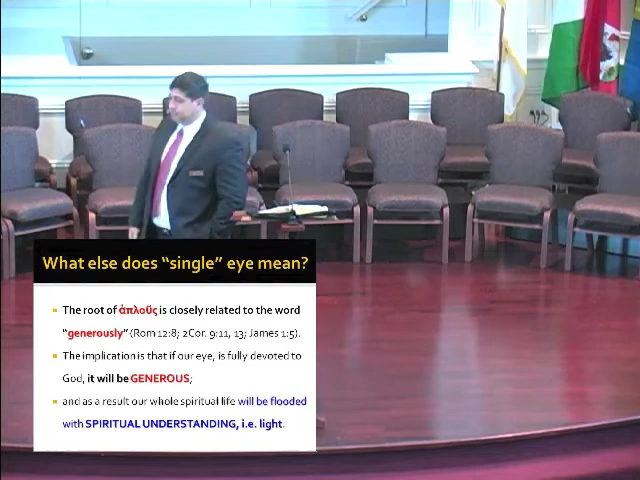 What else does “single” eye mean?
The root of ἁπλοῦς is closely related to the word
“generously” (Rom 12:8; 2Cor. 9:11, 13; James 1:5).
The implication is that if our eye, is fully devoted to
God, it will be GENEROUS;
and as a result our whole spiritual life will be flooded
with SPIRITUAL UNDERSTANDING, i.e. light.